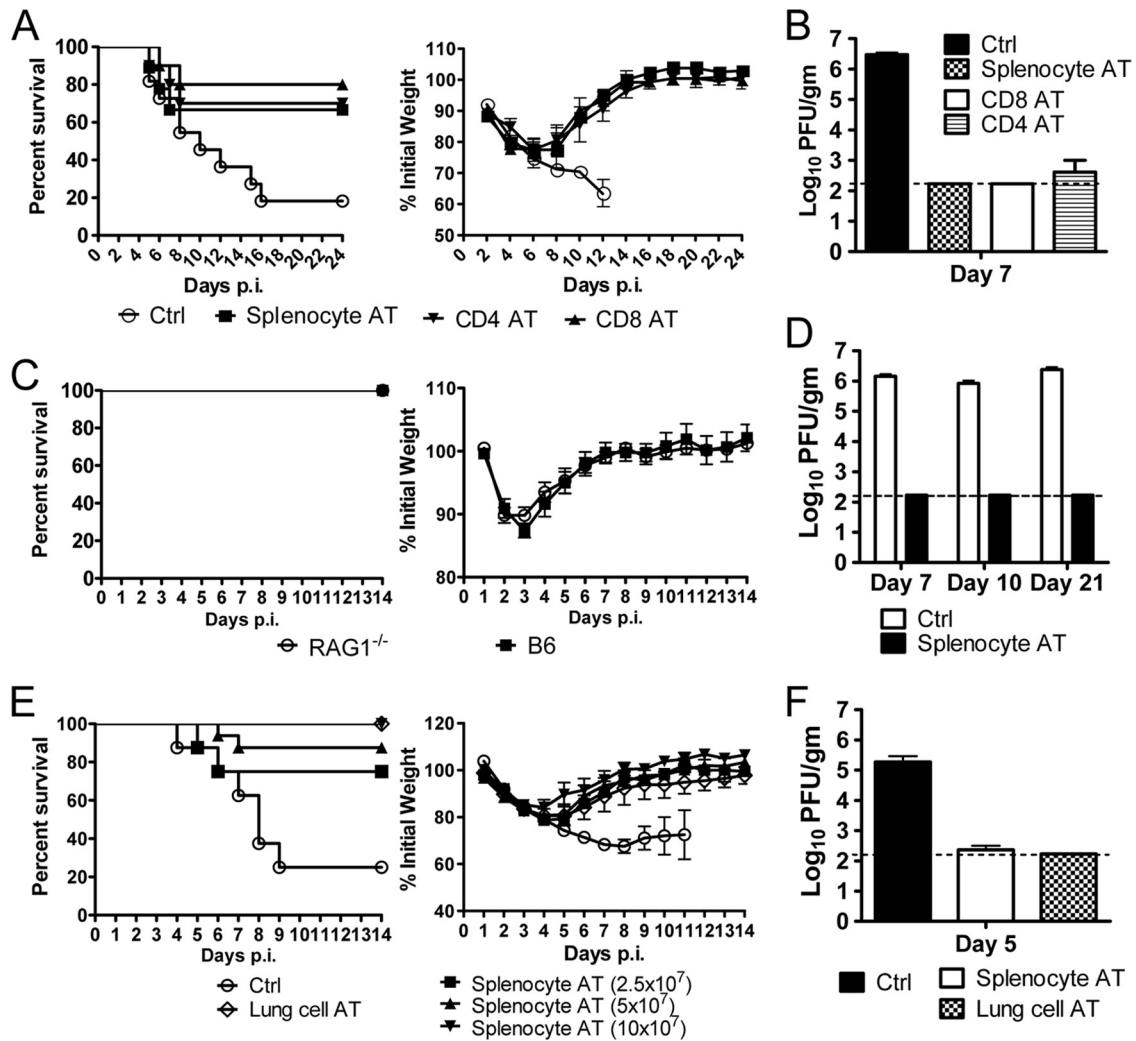 A
Percent survival
100
80
60
40
20
0
0 2 4 6 8 10 12 14 16 18 20 22 24
Days p.i.
% Initial Weight
110
100
90
80
70
60
50
0 2 4 6 8 10 12 14 16 18 20 22 24
Days p.i.
Ctrl Splenocyte AT CD4 AT CD8 AT
B
Log10 PFU/gm
7
6
5
4
3
2
1
0
Day 7
Ctrl
Splenocyte AT
CD8 AT
CD4 AT
C
Percent survival
100
80
60
40
20
0
0 1 2 3 4 5 6 7 8 9 10 11 12 13 14
Days p.i.
% Initial Weight
110
100
90
80
0 1 2 3 4 5 6 7 8 9 10 11 12 13 14
Days p.i.
RAG1-/- B6
D
Log10 PFU/gm
7
6
5
4
3
2
1
0
Day 7 Day 10 Day 21
Ctrl
Splenocyte AT
E
Percent survival
100
80
60
40
20
0
0 1 2 3 4 5 6 7 8 9 10 11 12 13 14
Days p.i.
% Initial Weight
120
100
80
60
40
0 1 2 3 4 5 6 7 8 9 10 11 12 13 14
Days p.i.
Ctrl
Lung cell AT
Splenocyte AT (2.5x10^7)
Splenocyte AT (5x10^7)
Splenocyte AT (10x10^7)
F
Log10 PFU/gm
7
6
5
4
3
2
1
0
Day 5
Ctrl Splenocyte AT
Lung cell AT